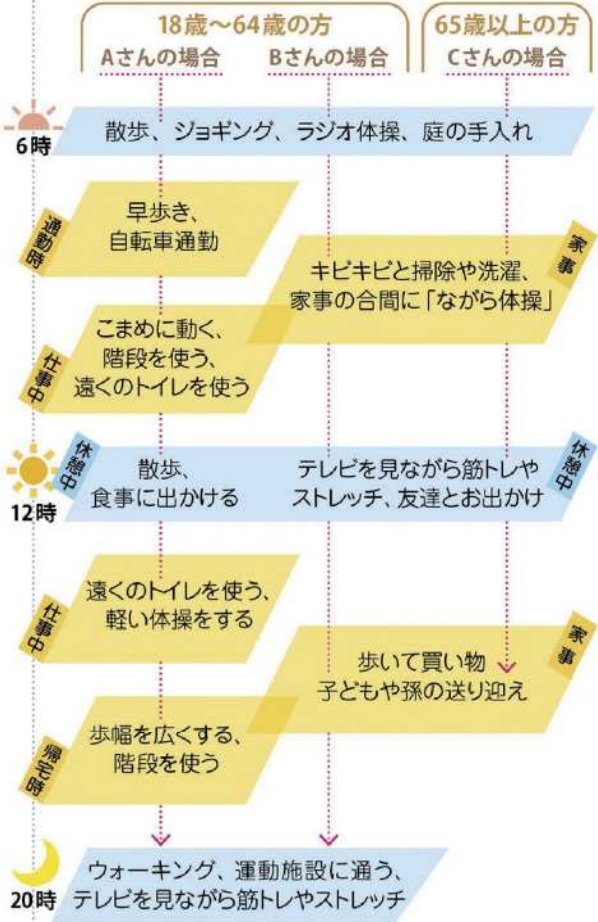 18歳～64歳の方
65歳以上の方
Aさんの場合
Bさんの場合
Cさんの場合
6時
散歩、ジョギング、ラジオ体操、庭の手入れ
通勤時
早歩き、
自転車通勤
家事
キビキビと掃除や洗濯、
家事の合間に「ながら体操」
仕事中
こまめに動く、
階段を使う、
遠くのトイレを使う
12時
休憩中
散歩、
食事に出かける
テレビを見ながら筋トレや
ストレッチ、友達とお出かけ
休憩中
仕事中
遠くのトイレを使う、
軽い体操をする
家事
歩いて買い物
子どもや孫の送り迎え
帰宅時
歩幅を広くする、
階段を使う
20時
ウォーキング、運動施設に通う、
テレビを見ながら筋トレやストレッチ